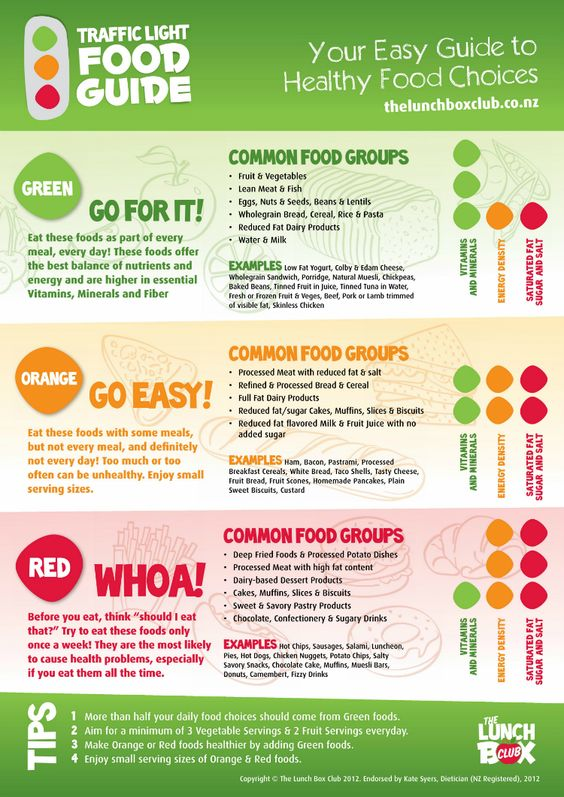 TRAFFIC LIGHT
FOOD
GUIDE
Your Easy Guide to
Healthy Food Choices
thelunchboxclub.co.nz
GREEN
GO FOR IT!
Eat these foods as part of every
meal, every day! These foods offer
the best balance of nutrients and
energy and are higher in essential
Vitamins, Minerals and Fiber
COMMON FOOD GROUPS
• Fruit & Vegetables
• Lean Meat & Fish
• Eggs, Nuts & Seeds, Beans & Lentils
• Wholegrain Bread, Cereal, Rice & Pasta
• Reduced Fat Dairy Products
• Water & Milk
EXAMPLES Low Fat Yogurt, Colby & Edam Cheese,
Wholegrain Sandwich, Porridge, Natural Muesli, Chickpeas,
Baked Beans, Tinned Fruit in Juice, Tinned Tuna in Water,
Fresh or Frozen Fruit & Veges, Beef, Pork or Lamb trimmed
of visible fat, Skinless Chicken
VITAMINS
AND MINERALS
ENERGY DENSITY
SATURATED FAT
SUGAR AND SALT
ORANGE
GO EASY!
Eat these foods with some meals,
but not every meal, and definitely
not every day! Too much or too
often can be unhealthy. Enjoy small
serving sizes.
COMMON FOOD GROUPS
• Processed Meat with reduced fat & salt
• Refined & Processed Bread & Cereal
• Full Fat Dairy Products
• Reduced fat/sugar Cakes, Muffins, Slices & Biscuits
• Reduced fat flavored Milk & Fruit Juice with no
added sugar
EXAMPLES Ham, Bacon, Pastrami, Processed
Breakfast Cereals, White Bread, Taco Shells, Tasty Cheese,
Fruit Bread, Fruit Scones, Homemade Pancakes, Plain
Sweet Biscuits, Custard
VITAMINS
AND MINERALS
ENERGY DENSITY
SATURATED FAT
SUGAR AND SALT
RED
WHOA!
Before you eat, think “should I eat
that?” Try to eat these foods only
once a week! They are the most likely
to cause health problems, especially
if you eat them all the time.
COMMON FOOD GROUPS
• Deep Fried Foods & Processed Potato Dishes
• Processed Meat with high fat content
• Dairy-based Dessert Products
• Cakes, Muffins, Slices & Biscuits
• Sweet & Savory Pastry Products
• Chocolate, Confectionery & Sugary Drinks
EXAMPLES Hot Chips, Sausages, Salami, Luncheon,
Pies, Hot Dogs, Chicken Nuggets, Potato Chips, Salty
Savory Snacks, Chocolate Cake, Muffins, Muesli Bars,
Donuts, Camembert, Fizzy Drinks
VITAMINS
AND MINERALS
ENERGY DENSITY
SATURATED FAT
SUGAR AND SALT
TIPS
1 More than half your daily food choices should come from Green foods.
2 Aim for a minimum of 3 Vegetable Servings & 2 Fruit Servings everyday.
3 Make Orange or Red foods healthier by adding Green foods.
4 Enjoy small serving sizes of Orange & Red foods.
THE
LUNCH
BOX
CLUB
Copyright © The Lunch Box Club 2012. Endorsed by Kate Syers, Dietician (NZ Registered), 2012